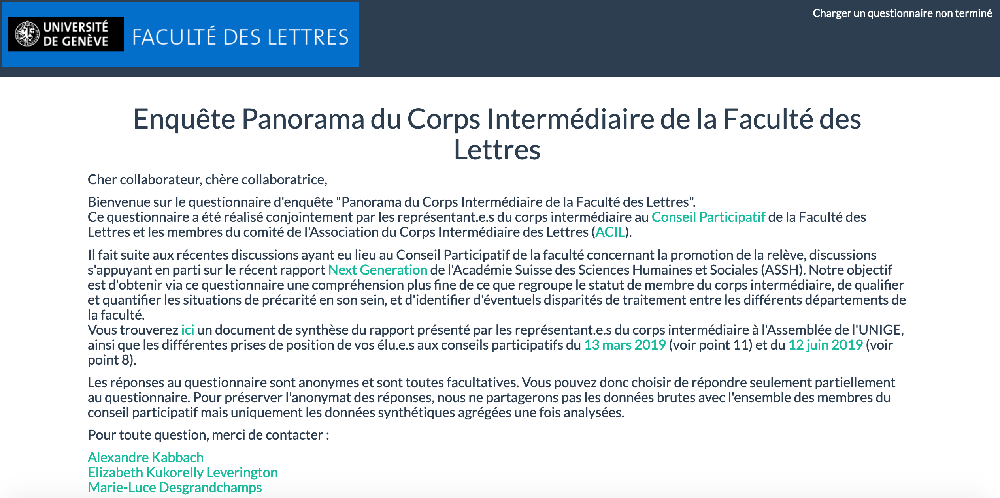 UNIVERSITÉ
DE GENÈVE
FACULTÉ DES LETTRES
Charger un questionnaire non terminé
Enquête Panorama du Corps Intermédiaire de la Faculté des
Lettres
Cher collaborateur, chère collaboratrice,
Bienvenue sur le questionnaire d'enquête "Panorama du Corps Intermédiaire de la Faculté des Lettres".
Ce questionnaire a été réalisé conjointement par les représentant.e.s du corps intermédiaire au Conseil Participatif de la Faculté des
Lettres et les membres du comité de l'Association du Corps Intermédiaire des Lettres (ACIL).
Il fait suite aux récentes discussions ayant eu lieu au Conseil Participatif de la faculté concernant la promotion de la relève, discussions
s'appuyant en parti sur le récent rapport Next Generation de l'Académie Suisse des Sciences Humaines et Sociales (ASSH). Notre objectif
est d'obtenir via ce questionnaire une compréhension plus fine de ce que regroupe le statut de membre du corps intermédiaire, de qualifier
et quantifier les situations de précarité en son sein, et d'identifier d'éventuels disparités de traitement entre les différents départements de
la faculté.
Vous trouverez ici un document de synthèse du rapport présenté par les représentant.e.s du corps intermédiaire à l'Assemblée de l'UNIGE,
ainsi que les différentes prises de position de vos élu.e.s aux conseils participatifs du 13 mars 2019 (voir point 11) et du 12 juin 2019 (voir
point 8).
Les réponses au questionnaire sont anonymes et sont toutes facultatives. Vous pouvez donc choisir de répondre seulement partiellement
au questionnaire. Pour préserver l'anonymat des réponses, nous ne partagerons pas les données brutes avec l'ensemble des membres du
conseil participatif mais uniquement les données synthétiques agrégées une fois analysées.
Pour toute question, merci de contacter :
Alexandre Kabbach
Elizabeth Kukorelly Leverington
Marie-Luce Desgrandchamps